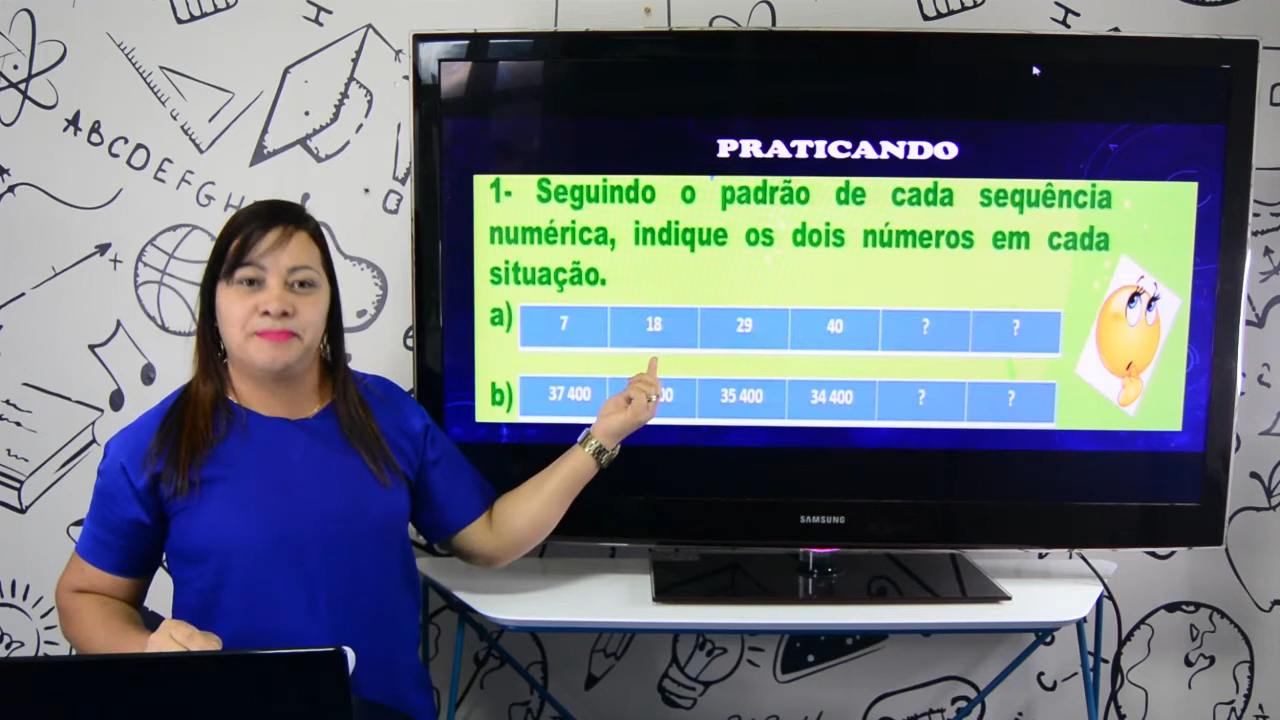 ABCDEFGH
PRATICANDO
1- Seguindo o padrão de cada sequência
numérica, indique os dois números em cada
situação.
a) 7 18 29 40 ? ?
b) 37 400 35 400 34 400 ? ?
SAMSUNG